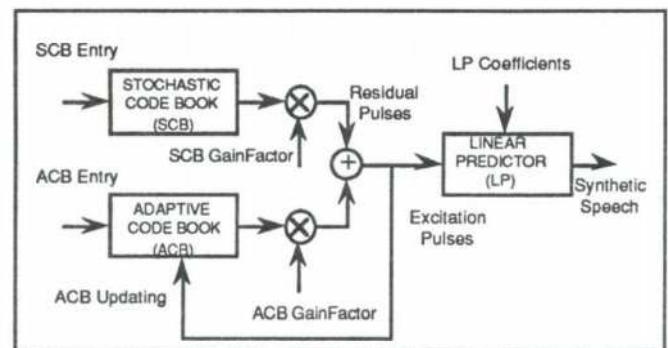 SCB Entry
STOCHASTIC
CODE BOOK
(SCB)
SCB GainFactor
Residual
Pulses
LP Coefficients
LINEAR
PREDICTOR
(LP)
Synthetic
Speech
ACB Entry
ADAPTIVE
CODE BOOK
(ACB)
Excitation
Pulses
ACB Updating
ACB GainFactor